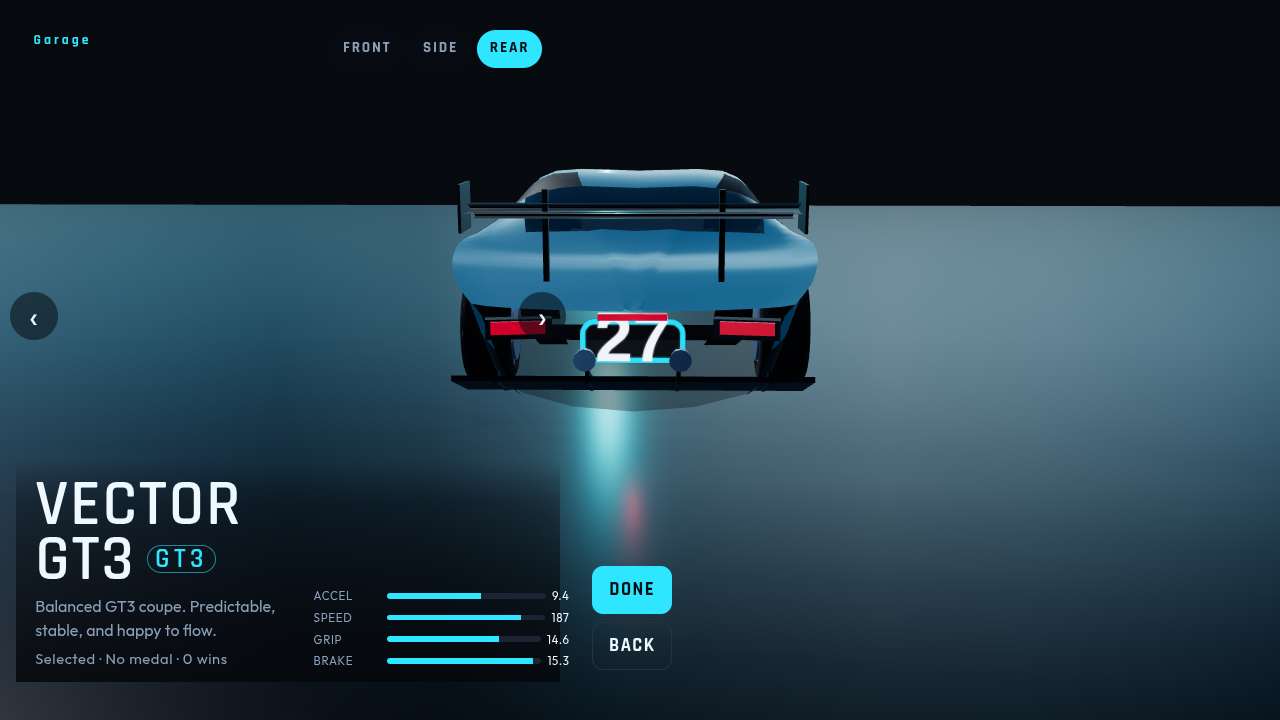 Garage
FRONT SIDE REAR
27
‹ ›
VECTOR
GT3 GT3
Balanced GT3 coupe. Predictable,
stable, and happy to flow.
Selected · No medal · 0 wins
ACCEL 9.4
SPEED 187
GRIP 14.6
BRAKE 15.3
DONE
BACK